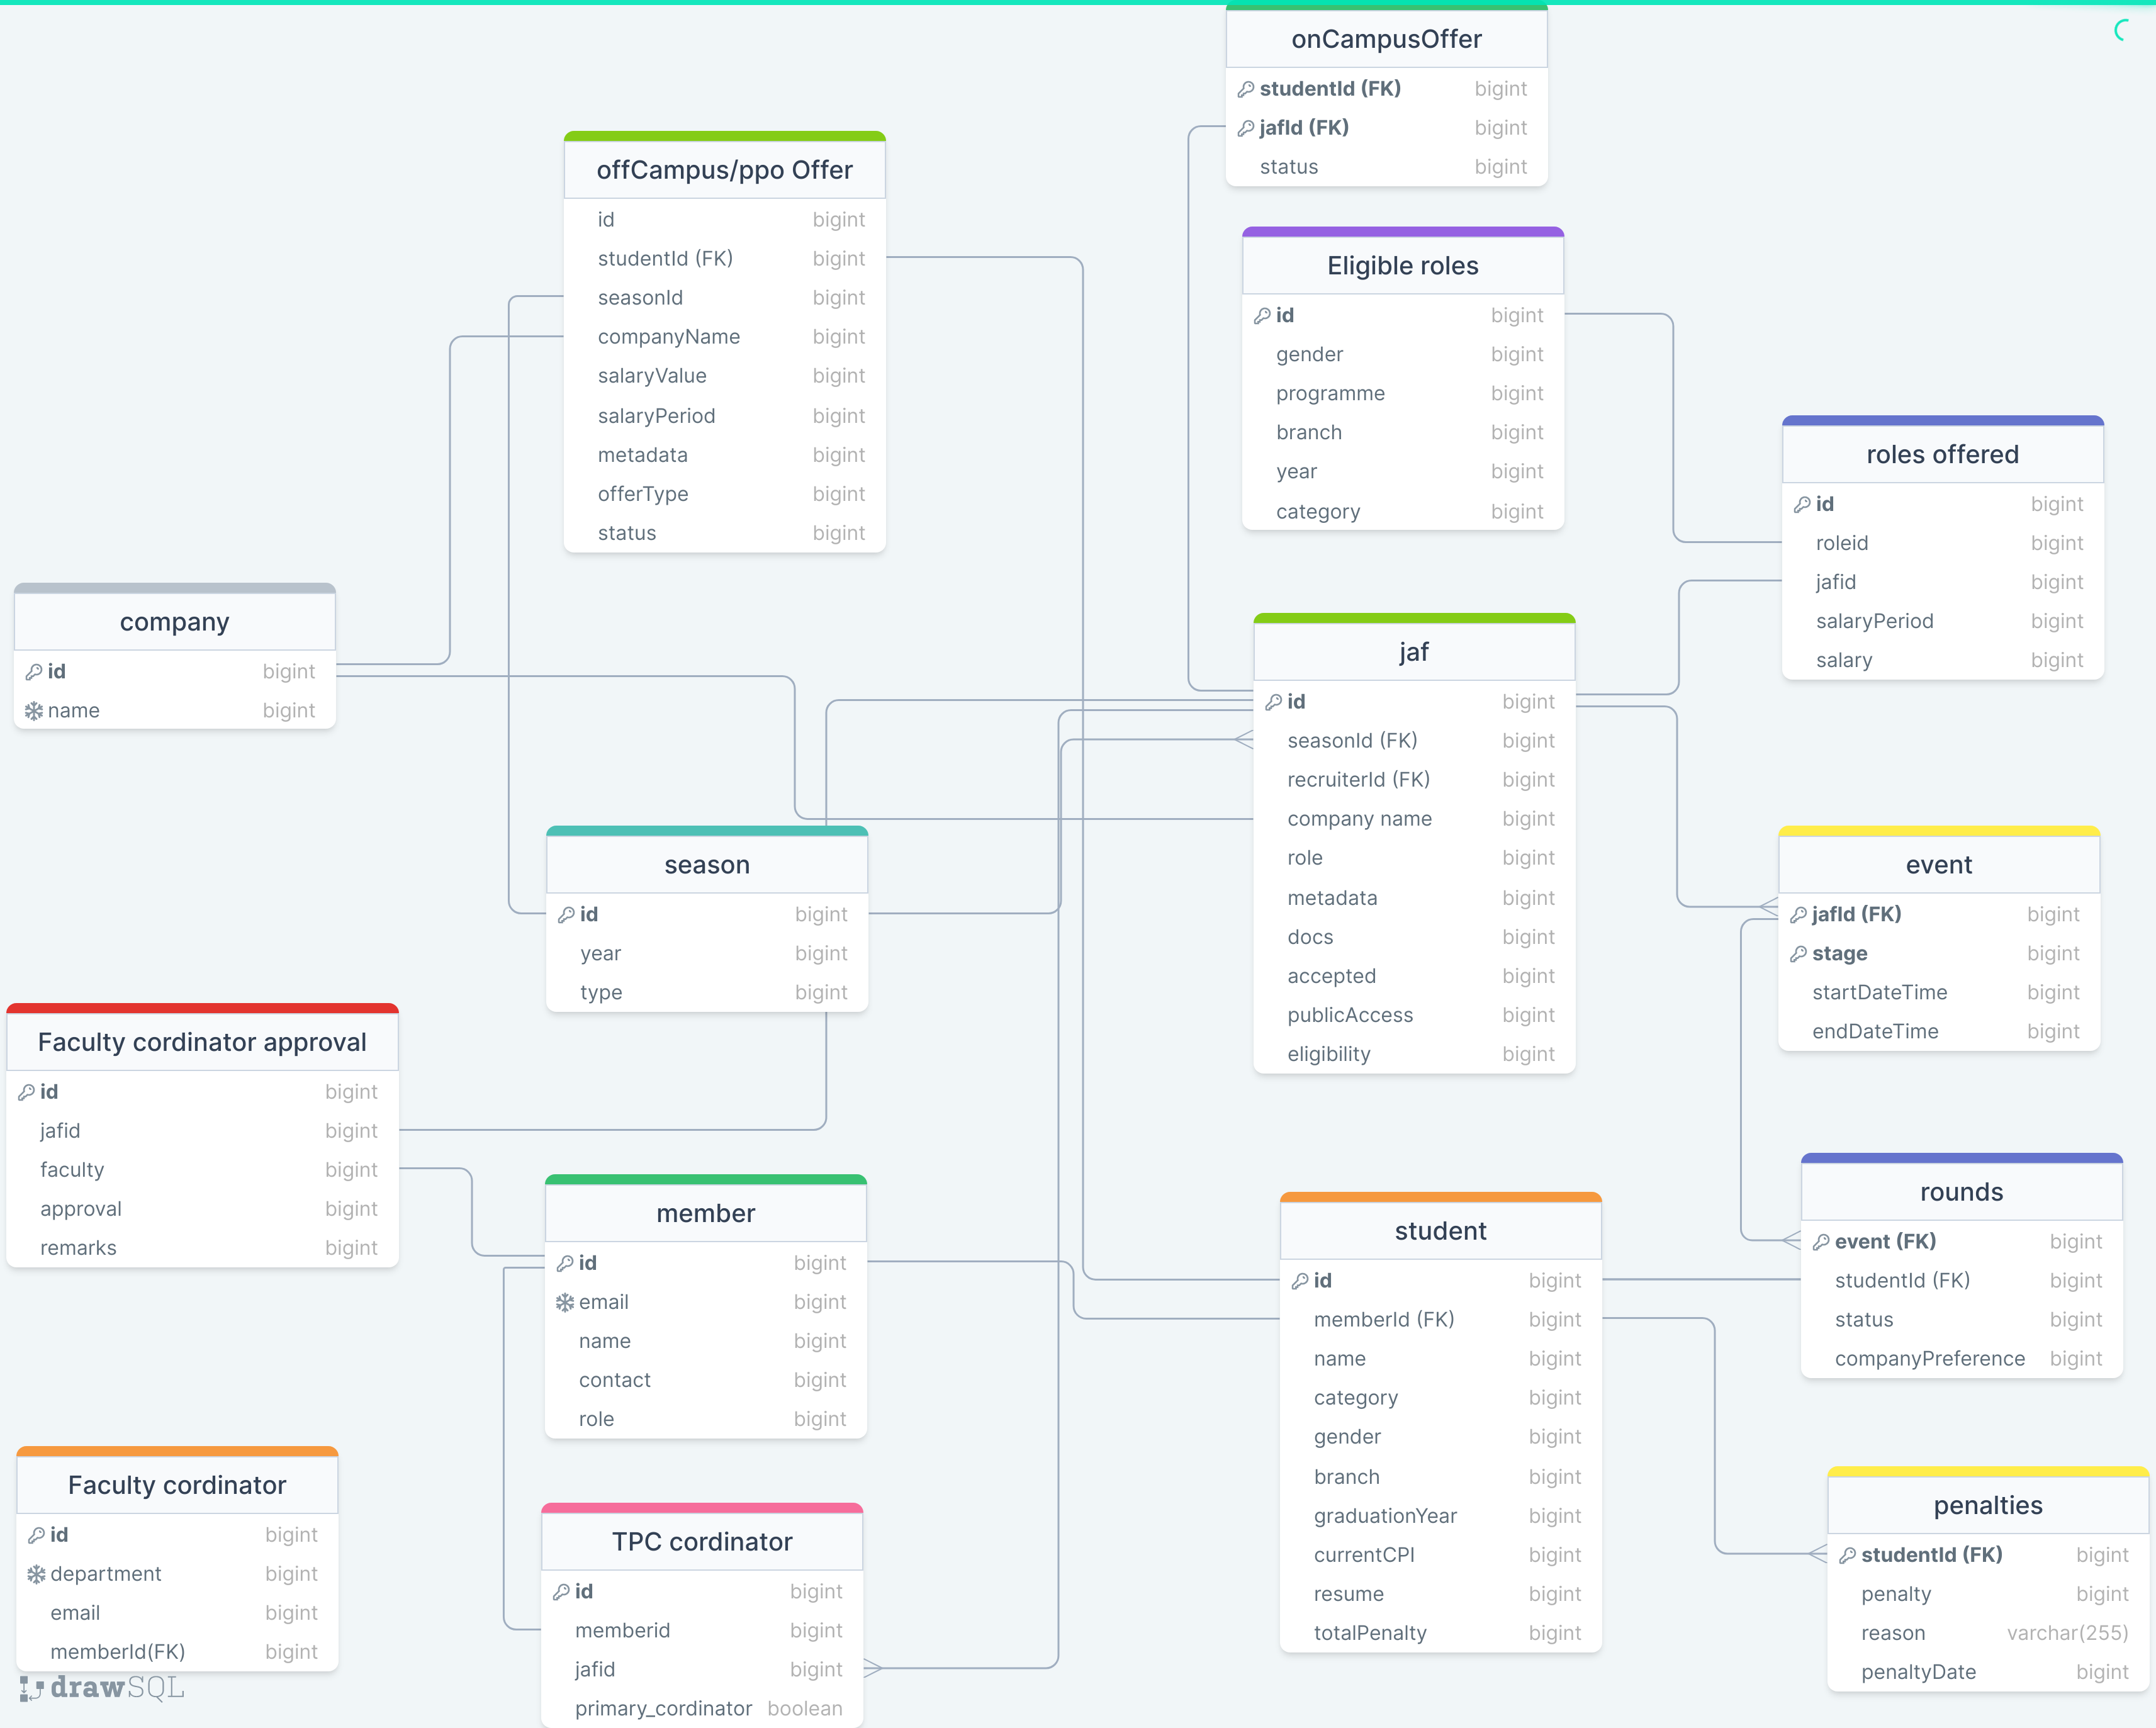 onCampusOffer
studentId (FK) bigint
jafId (FK) bigint
status bigint
offCampus/ppo Offer
id bigint
studentId (FK) bigint
seasonId bigint
companyName bigint
salaryValue bigint
salaryPeriod bigint
metadata bigint
offerType bigint
status bigint
Eligible roles
id bigint
gender bigint
programme bigint
branch bigint
year bigint
category bigint
roles offered
id bigint
roleid bigint
jafid bigint
salaryPeriod bigint
salary bigint
company
id bigint
name bigint
jaf
id bigint
seasonId (FK) bigint
recruiterId (FK) bigint
company name bigint
role bigint
metadata bigint
docs bigint
accepted bigint
publicAccess bigint
eligibility bigint
season
id bigint
year bigint
type bigint
event
jafId (FK) bigint
stage bigint
startDateTime bigint
endDateTime bigint
Faculty cordinator approval
id bigint
jafid bigint
faculty bigint
approval bigint
remarks bigint
member
id bigint
email bigint
name bigint
contact bigint
role bigint
student
id bigint
memberId (FK) bigint
name bigint
category bigint
gender bigint
branch bigint
graduationYear bigint
currentCPI bigint
resume bigint
totalPenalty bigint
rounds
event (FK) bigint
studentId (FK) bigint
status bigint
companyPreference bigint
Faculty cordinator
id bigint
department bigint
email bigint
memberId(FK) bigint
TPC cordinator
id bigint
memberid bigint
jafid bigint
primary_cordinator boolean
penalties
studentId (FK) bigint
penalty bigint
reason varchar(255)
penaltyDate bigint
drawSQL